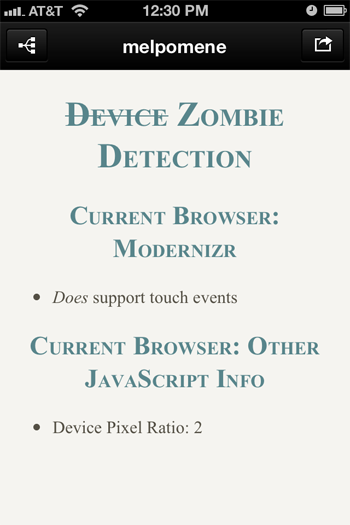 AT&T 12:30 PM
melpomene
Device Zombie
Detection
Current Browser:
Modernizr
• Does support touch events
Current Browser: Other
JavaScript Info
• Device Pixel Ratio: 2